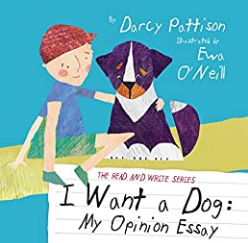 By Darcy Pattison
Illustrated by
Ewa
O'Neill
THE READ AND WRITE SERIES
I Want a Dog:
My Opinion Essay